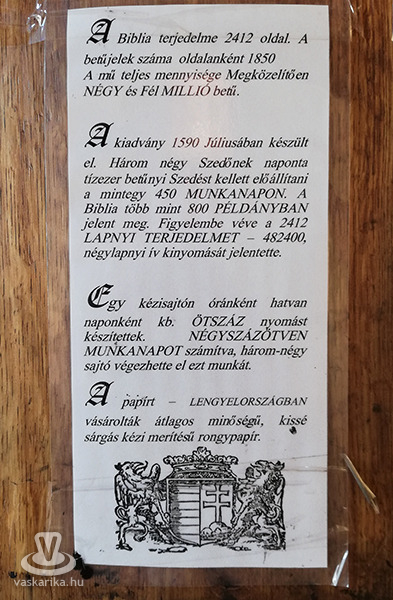 A Biblia terjedelme 2412 oldal. A
betűjelek száma oldalanként 1850
A mű teljes mennyisége Megközelítően
NÉGY és Fél MILLIÓ betű.
A kiadvány 1590 Júliusában készült
el. Három négy Szedőnek naponta
tízezer betűnyi Szedést kellett előállítani
a mintegy 450 MUNKANAPON. A
Biblia több mint 800 PÉLDÁNYBAN
jelent meg. Figyelembe véve a 2412
LAPNYI TERJEDELMET – 482400,
négylapnyi ív kinyomását jelentette.
Egy kézisajtón óránként hatvan
naponként kb. ÖTSZÁZ nyomást
készítettek. NÉGYSZÁZÖTVEN
MUNKANAPOT számítva, három-négy
sajtó végezhette el ezt munkát.
A papírt – LENGYELORSZÁGBAN
vásárolták átlagos minőségű, kissé
sárgás kézi merítésű rongypapír.
vaskarika.hu